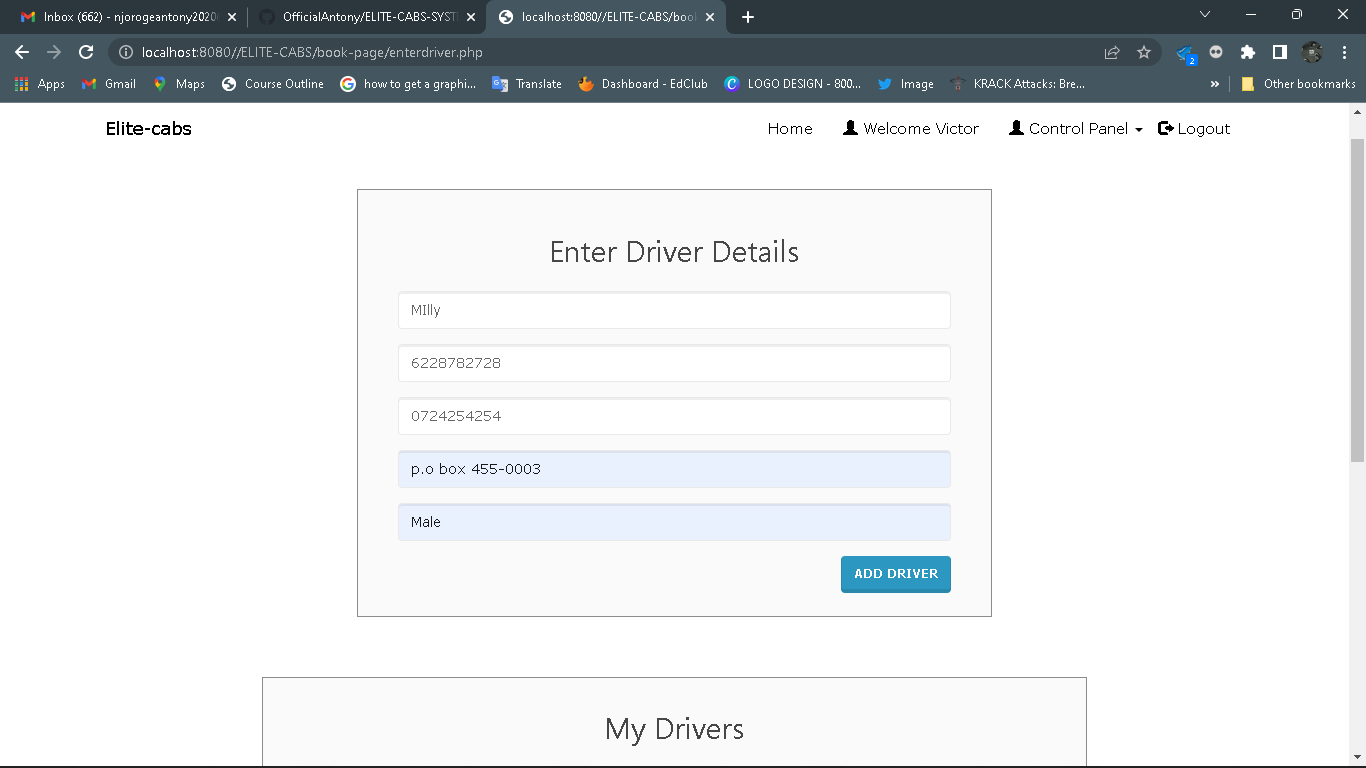 Inbox (662) - njorogeantony2020
OfficialAntony/ELITE-CABS-SYST
localhost:8080//ELITE-CABS/boo
localhost:8080//ELITE-CABS/book-page/enterdriver.php
2
Apps Gmail Maps Course Outline how to get a graphi... Translate Dashboard - EdClub LOGO DESIGN - 800... Image KRACK Attacks: Bre... » Other bookmarks
Elite-cabs Home Welcome Victor Control Panel Logout
Enter Driver Details
MIlly
6228782728
0724254254
p.o box 455-0003
Male
ADD DRIVER
My Drivers